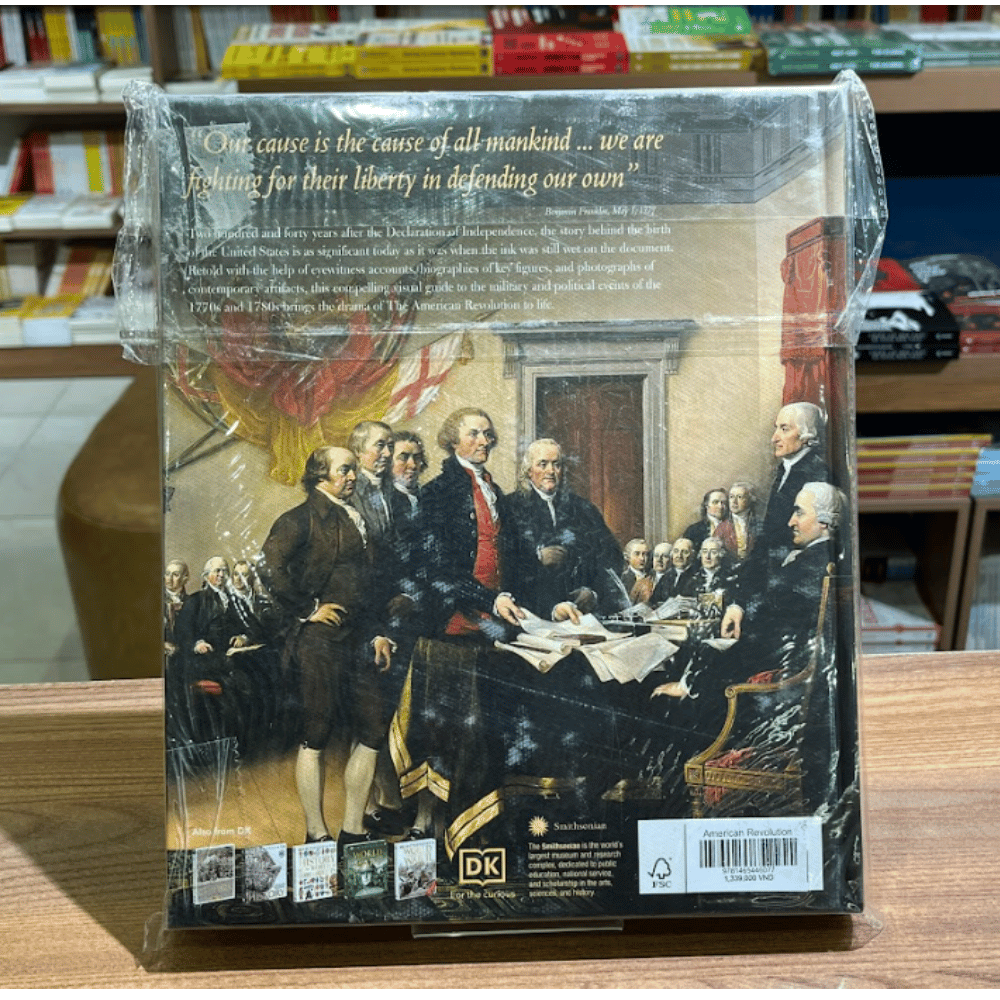 “Our cause is the cause of all mankind ... we are
fighting for their liberty in defending our own”
Benjamin Franklin, May 1, 1777
Two hundred and forty years after the Declaration of Independence, the story behind the birth
of the United States is as significant today as it was when the ink was still wet on the document.
Retold with the help of eyewitness accounts, biographies of key figures, and photographs of
contemporary artifacts, this compelling visual guide to the military and political events of the
1770s and 1780s brings the drama of The American Revolution to life.
Also from DK
DK
For the curious
Smithsonian
The Smithsonian is the world's
largest museum and research
complex, dedicated to public
education, national service,
and scholarship in the arts,
sciences, and history.
FSC
American Revolution
9781465446077
1,339,000 VND